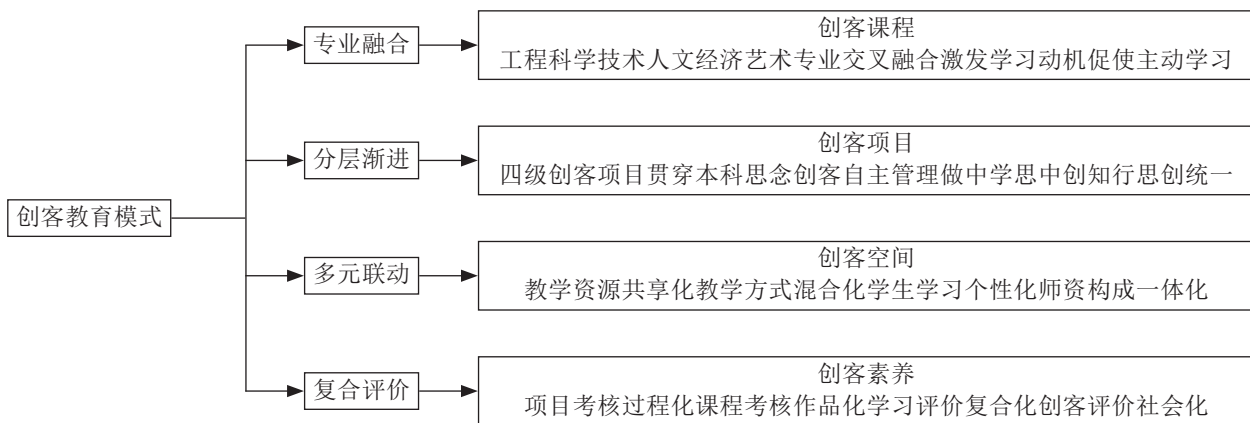 创客教育模式
专业融合
创客课程
工程科学技术人文经济艺术专业交叉融合激发学习动机促使主动学习
分层渐进
创客项目
四级创客项目贯穿本科思念创客自主管理做中学思中创知行思创统一
多元联动
创客空间
教学资源共享化教学方式混合化学生学习个性化师资构成一体化
复合评价
创客素养
项目考核过程化课程考核作品化学习评价复合化创客评价社会化